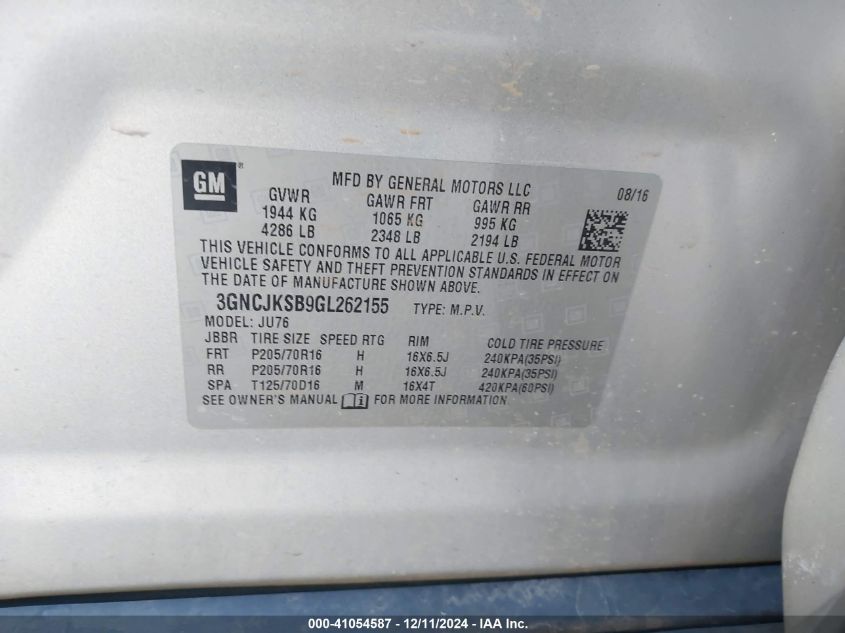 GM ®
MFD BY GENERAL MOTORS LLC 08/16
GVWR GAWR FRT GAWR RR
1944 KG 1065 KG 995 KG
4286 LB 2348 LB 2194 LB
THIS VEHICLE CONFORMS TO ALL APPLICABLE U.S. FEDERAL MOTOR
VEHICLE SAFETY AND THEFT PREVENTION STANDARDS IN EFFECT ON
THE DATE OF MANUFACTURE SHOWN ABOVE.
3GNCJKSB9GL262155 TYPE: M.P.V.
MODEL: JU76
JBBR TIRE SIZE SPEED RTG RIM COLD TIRE PRESSURE
FRT P205/70R16 H 16X6.5J 240KPA(35PSI)
RR P205/70R16 H 16X6.5J 240KPA(35PSI)
SPA T125/70D16 M 16X4T 420KPA(60PSI)
SEE OWNER'S MANUAL FOR MORE INFORMATION
000-41054587 - 12/11/2024 - IAA Inc.